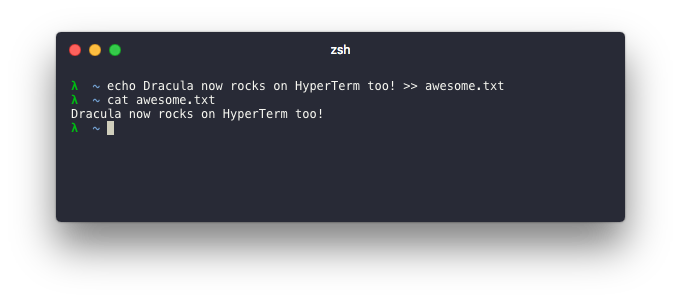 zsh
λ ~ echo Dracula now rocks on HyperTerm too! >> awesome.txt
λ ~ cat awesome.txt
Dracula now rocks on HyperTerm too!
λ ~